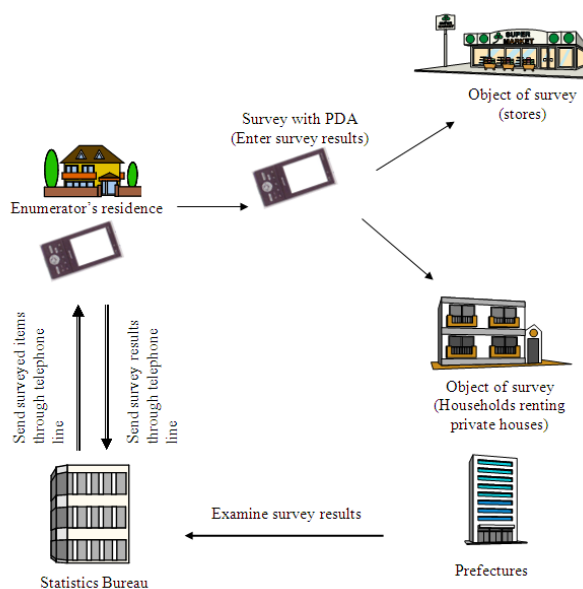 SUPER
MARKET
Object of survey
(stores)
Survey with PDA
(Enter survey results)
Enumerator's residence
Send surveyed items
through telephone
line
Send survey results
through telephone
line
Object of survey
(Households renting
private houses)
Examine survey results
Statistics Bureau
Prefectures